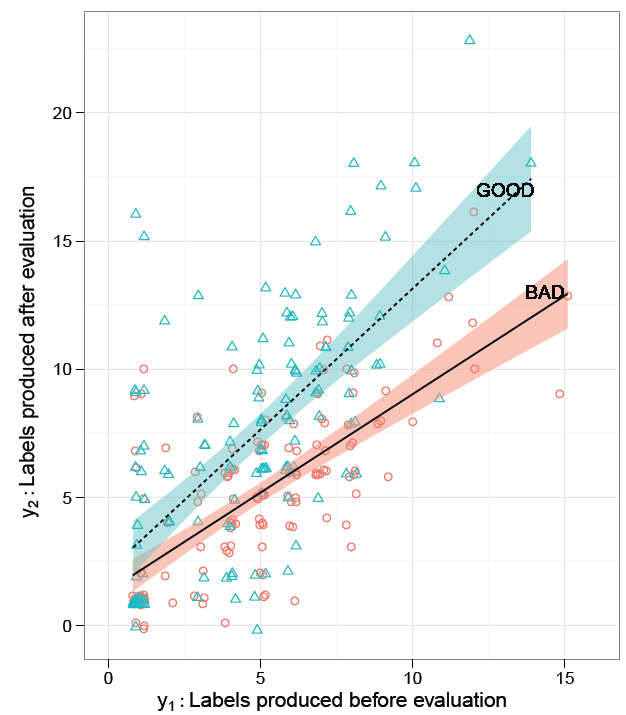 20
GOOD
15
BAD
10
5
0
0 5 10 15
y₂ : Labels produced after evaluation
y₁ : Labels produced before evaluation